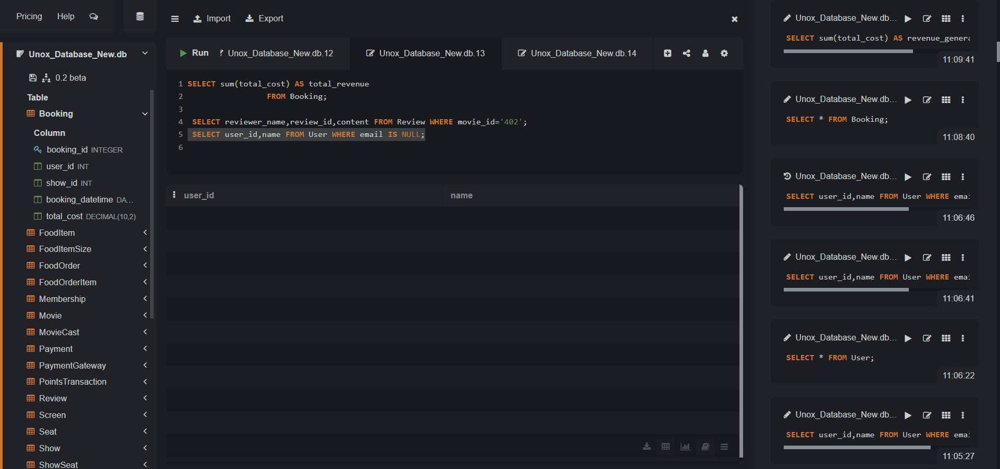 Pricing Help
Unox_Database_New.db
0.2 beta
Table
Booking
Column
booking_id INTEGER
user_id INT
show_id INT
booking_datetime DA...
total_cost DECIMAL(10,2)
FoodItem
FoodItemSize
FoodOrder
FoodOrderItem
Membership
Movie
MovieCast
Payment
PaymentGateway
PointsTransaction
Review
Screen
Seat
Show
ShowSeat
Import Export
Run Unox_Database_New.db.12 Unox_Database_New.db.13 Unox_Database_New.db.14
1 SELECT sum(total_cost) AS total_revenue
2 FROM Booking;
3
4 SELECT reviewer_name,review_id,content FROM Review WHERE movie_id='402';
5 SELECT user_id,name FROM User WHERE email IS NULL;
6
user_id name
Unox_Database_New.db...
SELECT sum(total_cost) AS revenue_genera
11:09:41
Unox_Database_New.db...
SELECT * FROM Booking;
11:08:40
Unox_Database_New.db...
SELECT user_id,name FROM User WHERE emai
11:06:46
Unox_Database_New.db...
SELECT user_id,name FROM User WHERE emai
11:06:41
Unox_Database_New.db...
SELECT * FROM User;
11:06:22
Unox_Database_New.db...
SELECT user_id,name FROM User WHERE emai
11:05:27